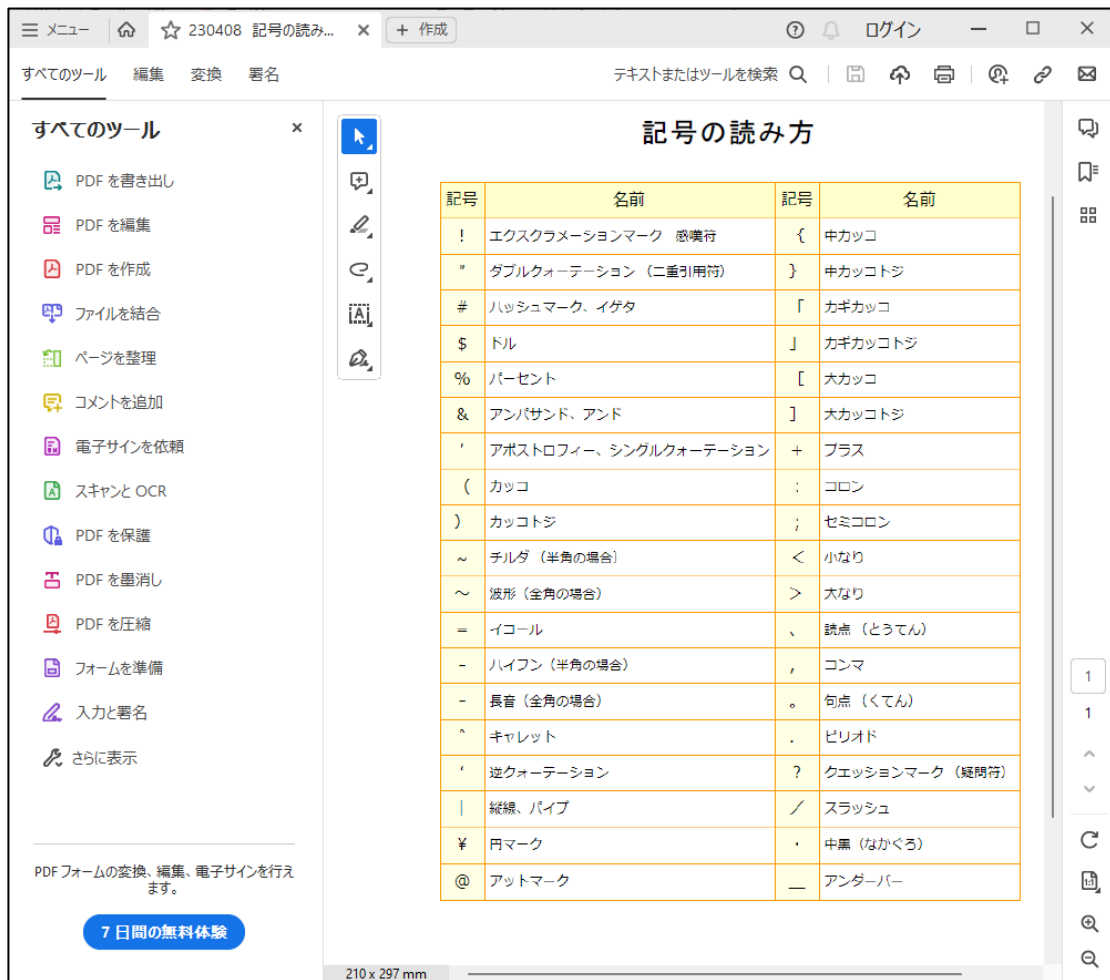 メニュー 230408 記号の読み... 作成 ログイン
すべてのツール 編集 変換 署名 テキストまたはツールを検索
すべてのツール
PDF を書き出し
PDF を編集
PDF を作成
ファイルを結合
ページを整理
コメントを追加
電子サインを依頼
スキャンと OCR
PDF を保護
PDF を墨消し
PDF を圧縮
フォームを準備
入力と署名
さらに表示
PDF フォームの変換、編集、電子サインを行え
ます。
7 日間の無料体験
記号の読み方
記号 名前 記号 名前
! エクスクラメーションマーク 感嘆符 { 中カッコ
" ダブルクォーテーション（二重引用符） } 中カッコトジ
# ハッシュマーク、イゲタ 「 カギカッコ
$ ドル 」 カギカッコトジ
% パーセント [ 大カッコ
& アンパサンド、アンド ] 大カッコトジ
' アポストロフィー、シングルクォーテーション + プラス
( カッコ : コロン
) カッコトジ ; セミコロン
~ チルダ（半角の場合） < 小なり
～ 波形（全角の場合） > 大なり
= イコール 、 読点（とうてん）
- ハイフン（半角の場合） , コンマ
- 長音（全角の場合） 。 句点（くてん）
^ キャレット . ピリオド
‘ 逆クォーテーション ? クエッションマーク（疑問符）
| 縦線、パイプ ／ スラッシュ
¥ 円マーク ・ 中黒（なかぐろ）
@ アットマーク _ アンダーバー
210 x 297 mm
1
1